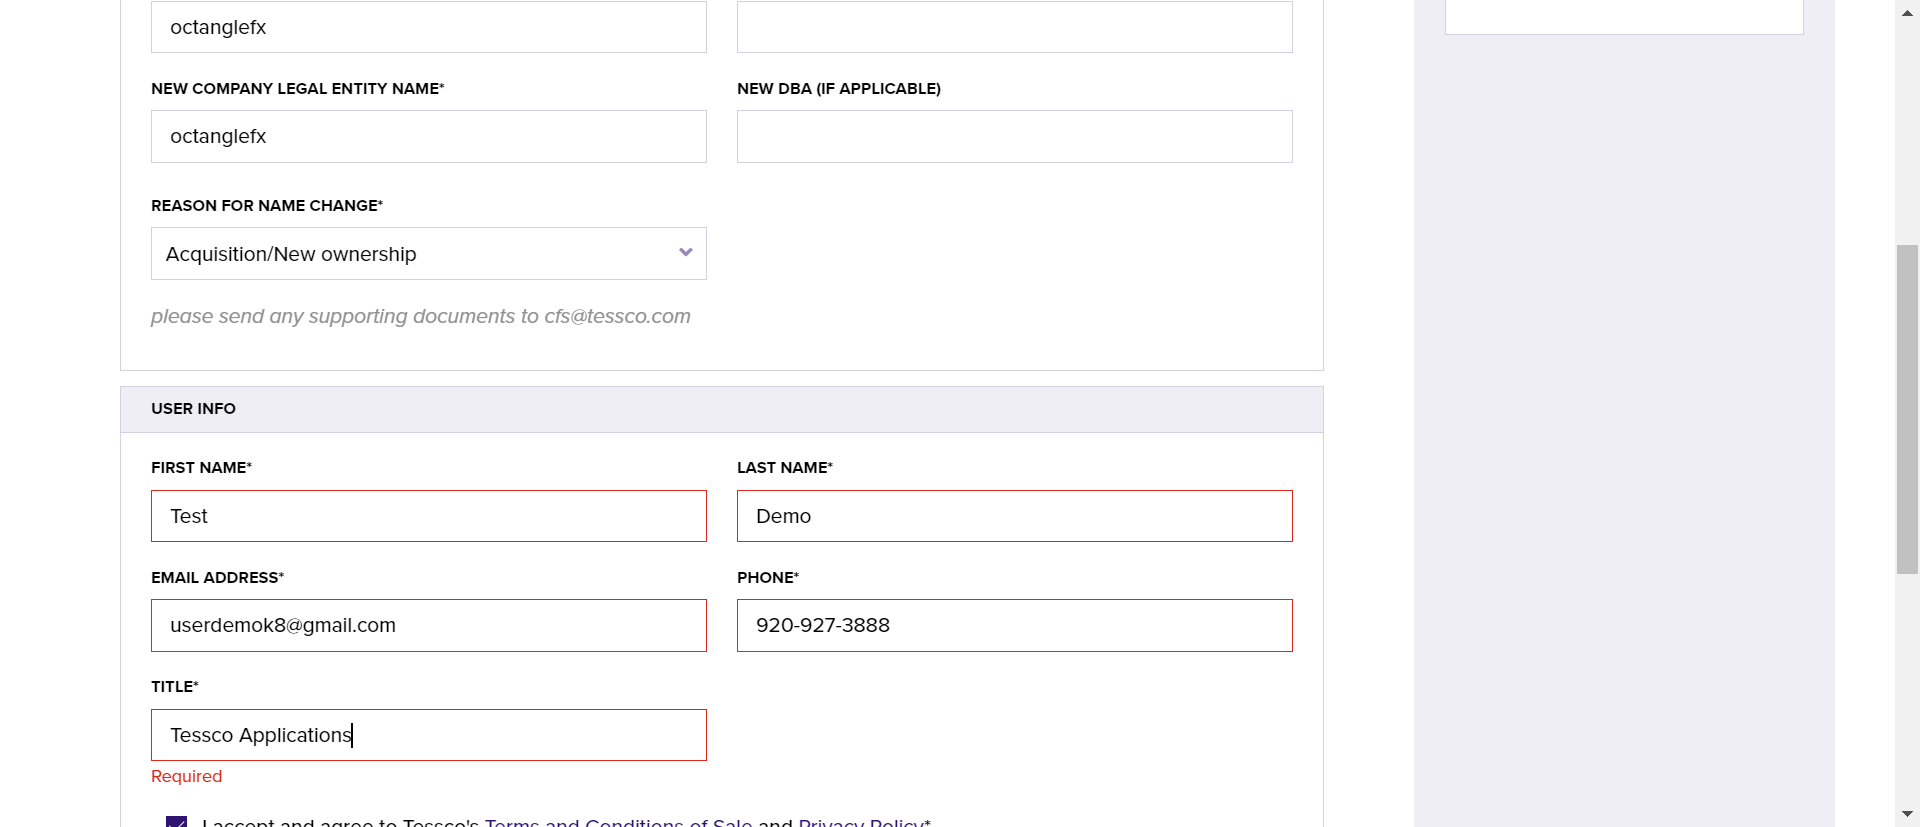 octanglefx
NEW COMPANY LEGAL ENTITY NAME* NEW DBA (IF APPLICABLE)
octanglefx
REASON FOR NAME CHANGE*
Acquisition/New ownership
please send any supporting documents to cfs@tessco.com
USER INFO
FIRST NAME* LAST NAME*
Test Demo
EMAIL ADDRESS* PHONE*
userdemok8@gmail.com 920-927-3888
TITLE*
Tessco Applications
Required
I accept and agree to Tessco's Terms and Conditions of Sale and Privacy Policy*